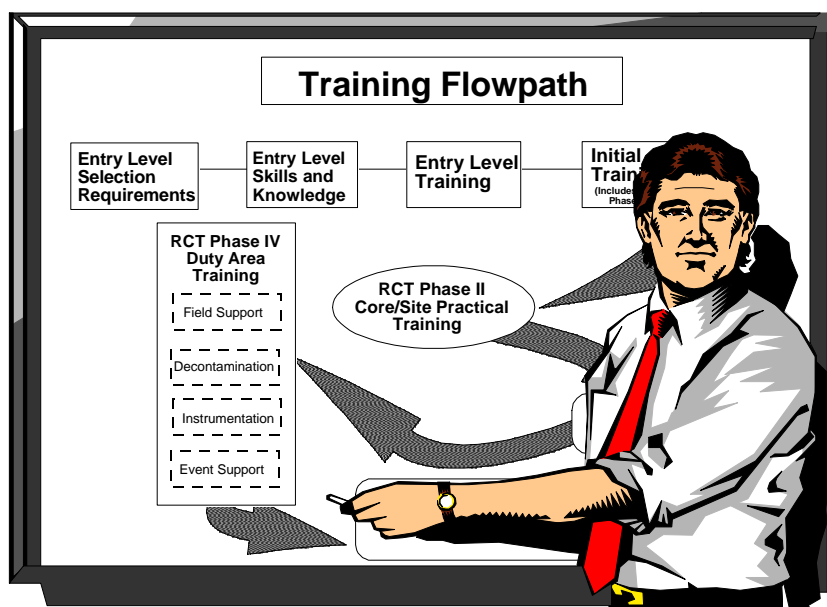 Training Flowpath
Entry Level
Selection
Requirements
Entry Level
Skills and
Knowledge
Entry Level
Training
Initial
(Includes
RCT Phase IV
Duty Area
Training
Field Support
Decontamination
Instrumentation
Event Support
RCT Phase II
Core/Site Practical
Training